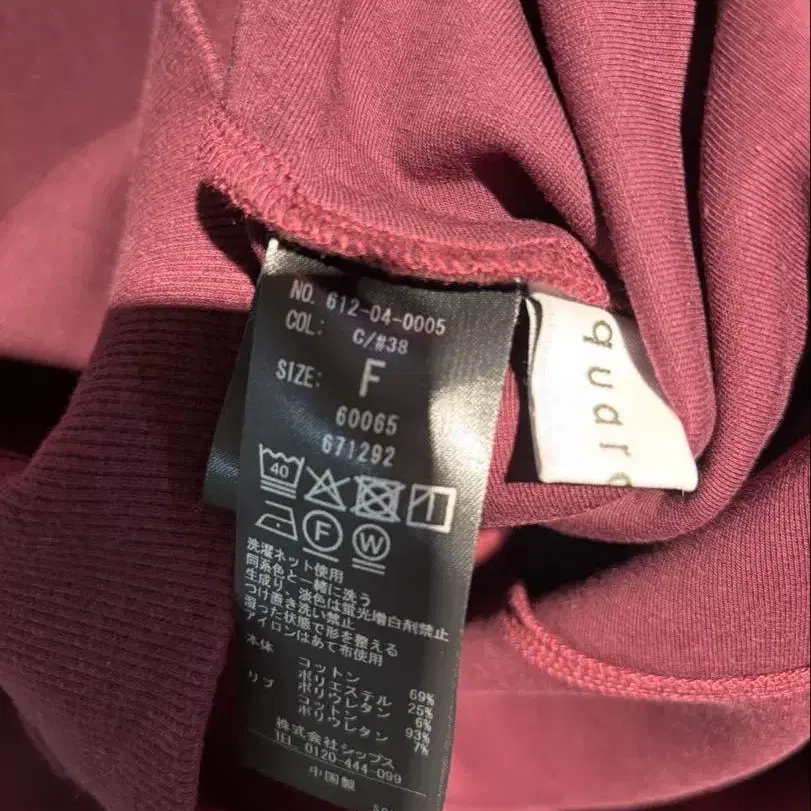 NO. 612-04-0005
COL: C/#38
SIZE: F
60065
671292
40
F W
洗濯ネット使用
同系色と一緒に洗う
生成り、淡色は蛍光増白剤禁止
つけ置き洗い禁止
湿った状態で形を整える
アイロンはあて布使用
本体 コットン 69%
ポリエステル 25%
ポリウレタン 6%
リブ コットン 93%
ポリウレタン 7%
株式会社シップス
TEL 0120-444-099
中国製
quar